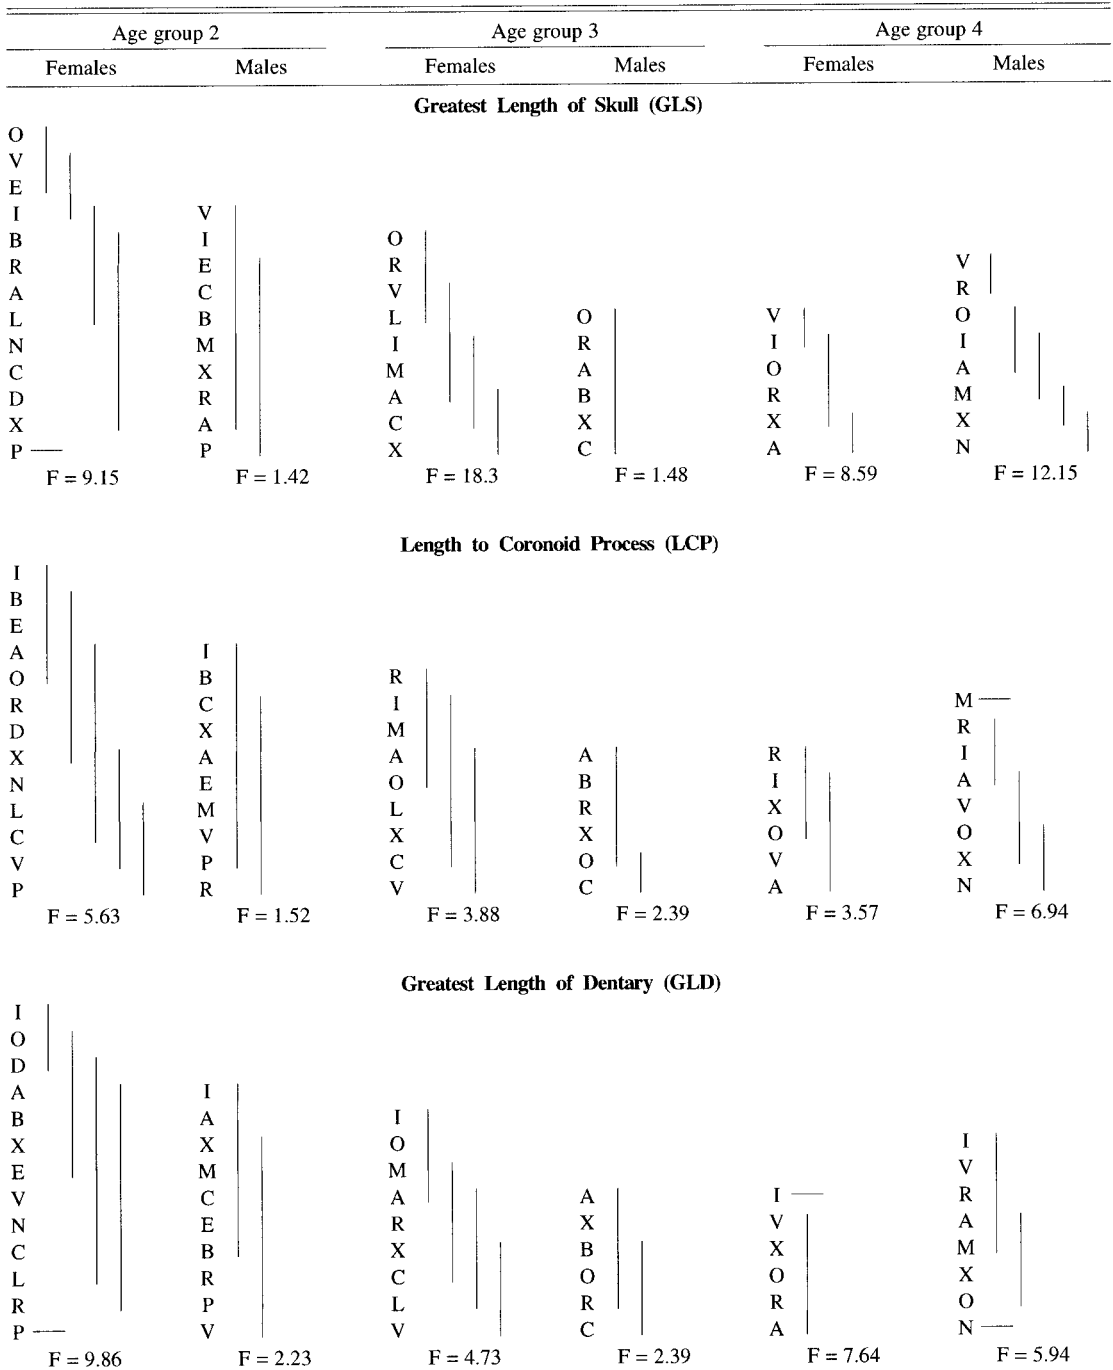 Age group 2 Age group 3 Age group 4
Females Males Females Males Females Males
Greatest Length of Skull (GLS)
O
V
E
I V
B I O
R E R V
A C V R
L B L O V O
N M I R I I
C X M A O A
D R A B R M
X A C X X X
P P X C A N
F = 9.15 F = 1.42 F = 18.3 F = 1.48 F = 8.59 F = 12.15
Length to Coronoid Process (LCP)
I
B
E
A I
O B R
R C I M
D X M R
X A A A R I
N E O B I A
L M L R X V
C V X X O O
V P C O V X
P R V C A N
F = 5.63 F = 1.52 F = 3.88 F = 2.39 F = 3.57 F = 6.94
Greatest Length of Dentary (GLD)
I
O
D
A I
B A I
X X O I
E M M V
V C A A I R
N E R X V A
C B X B X M
L R C O O X
R P L R R O
P V V C A N
F = 9.86 F = 2.23 F = 4.73 F = 2.39 F = 7.64 F = 5.94